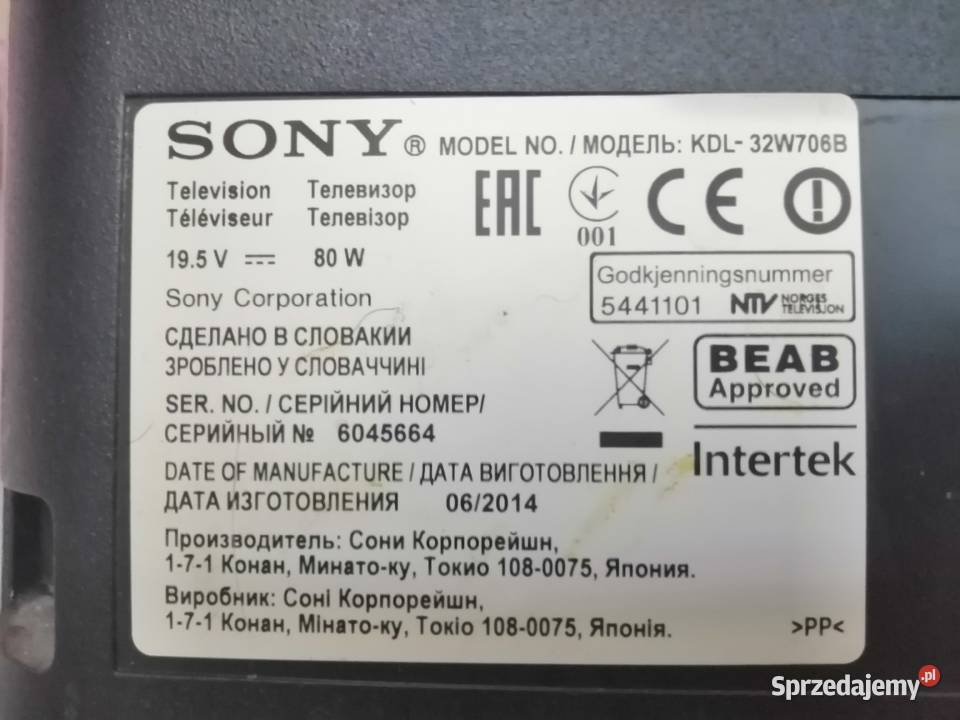 SONY® MODEL NO. / МОДЕЛЬ: KDL- 32W706B
Television Телевизор
Téléviseur Телевізор
EAC
001
CE
19.5 V 80 W
Godkjenningsnummer
5441101 NTV NORGES TELEVISJON
Sony Corporation
СДЕЛАНО В СЛОВАКИИ
ЗРОБЛЕНО У СЛОВАЧЧИНІ
BEAB
Approved
SER. NO. / СЕРІЙНИЙ НОМЕР/
СЕРИЙНЫЙ № 6045664
Intertek
DATE OF MANUFACTURE / ДАТА ВИГОТОВЛЕННЯ /
ДАТА ИЗГОТОВЛЕНИЯ 06/2014
Производитель: Сони Корпорейшн,
1-7-1 Конан, Минато-ку, Токио 108-0075, Япония.
Виробник: Соні Корпорейшн,
1-7-1 Конан, Мінато-ку, Токіо 108-0075, Японія.
>PP<
Sprzedajemy.pl